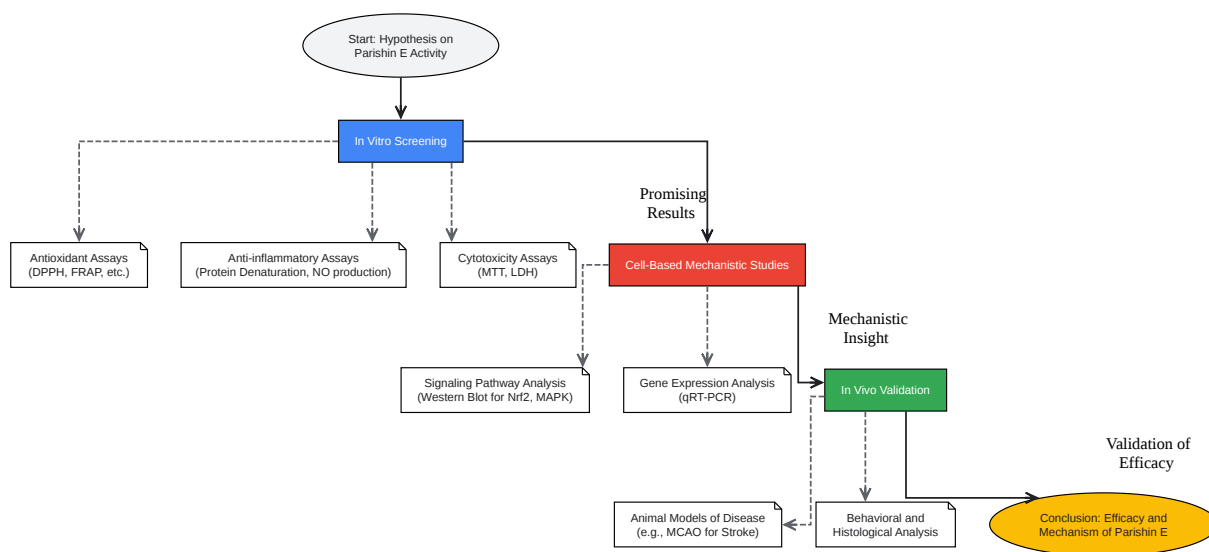 Start: Hypothesis on
Parishin E Activity
In Vitro Screening
Promising
Results
Antioxidant Assays
(DPPH, FRAP, etc.)
Anti-inflammatory Assays
(Protein Denaturation, NO production)
Cytotoxicity Assays
(MTT, LDH)
Cell-Based Mechanistic Studies
Mechanistic
Insight
Signaling Pathway Analysis
(Western Blot for Nrf2, MAPK)
Gene Expression Analysis
(qRT-PCR)
In Vivo Validation
Validation of
Efficacy
Animal Models of Disease
(e.g., MCAO for Stroke)
Behavioral and
Histological Analysis
Conclusion: Efficacy and
Mechanism of Parishin E